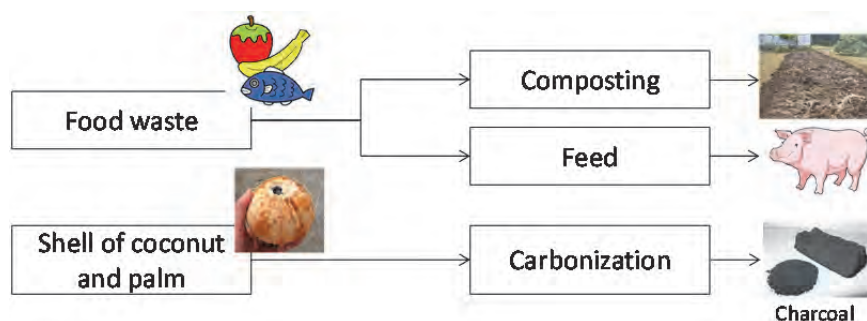 Food waste
Composting
Feed
Shell of coconut
and palm
Carbonization
Charcoal